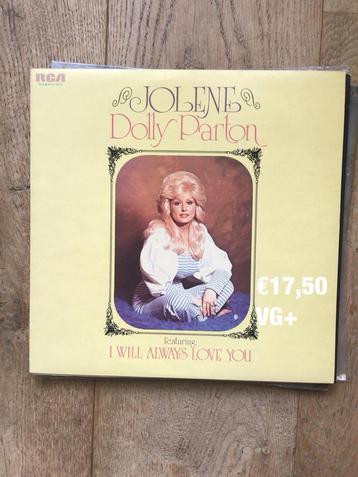 RCA
JOLENE
Dolly Parton
€17,50
VG+
featuring:
I WILL ALWAYS LOVE YOU